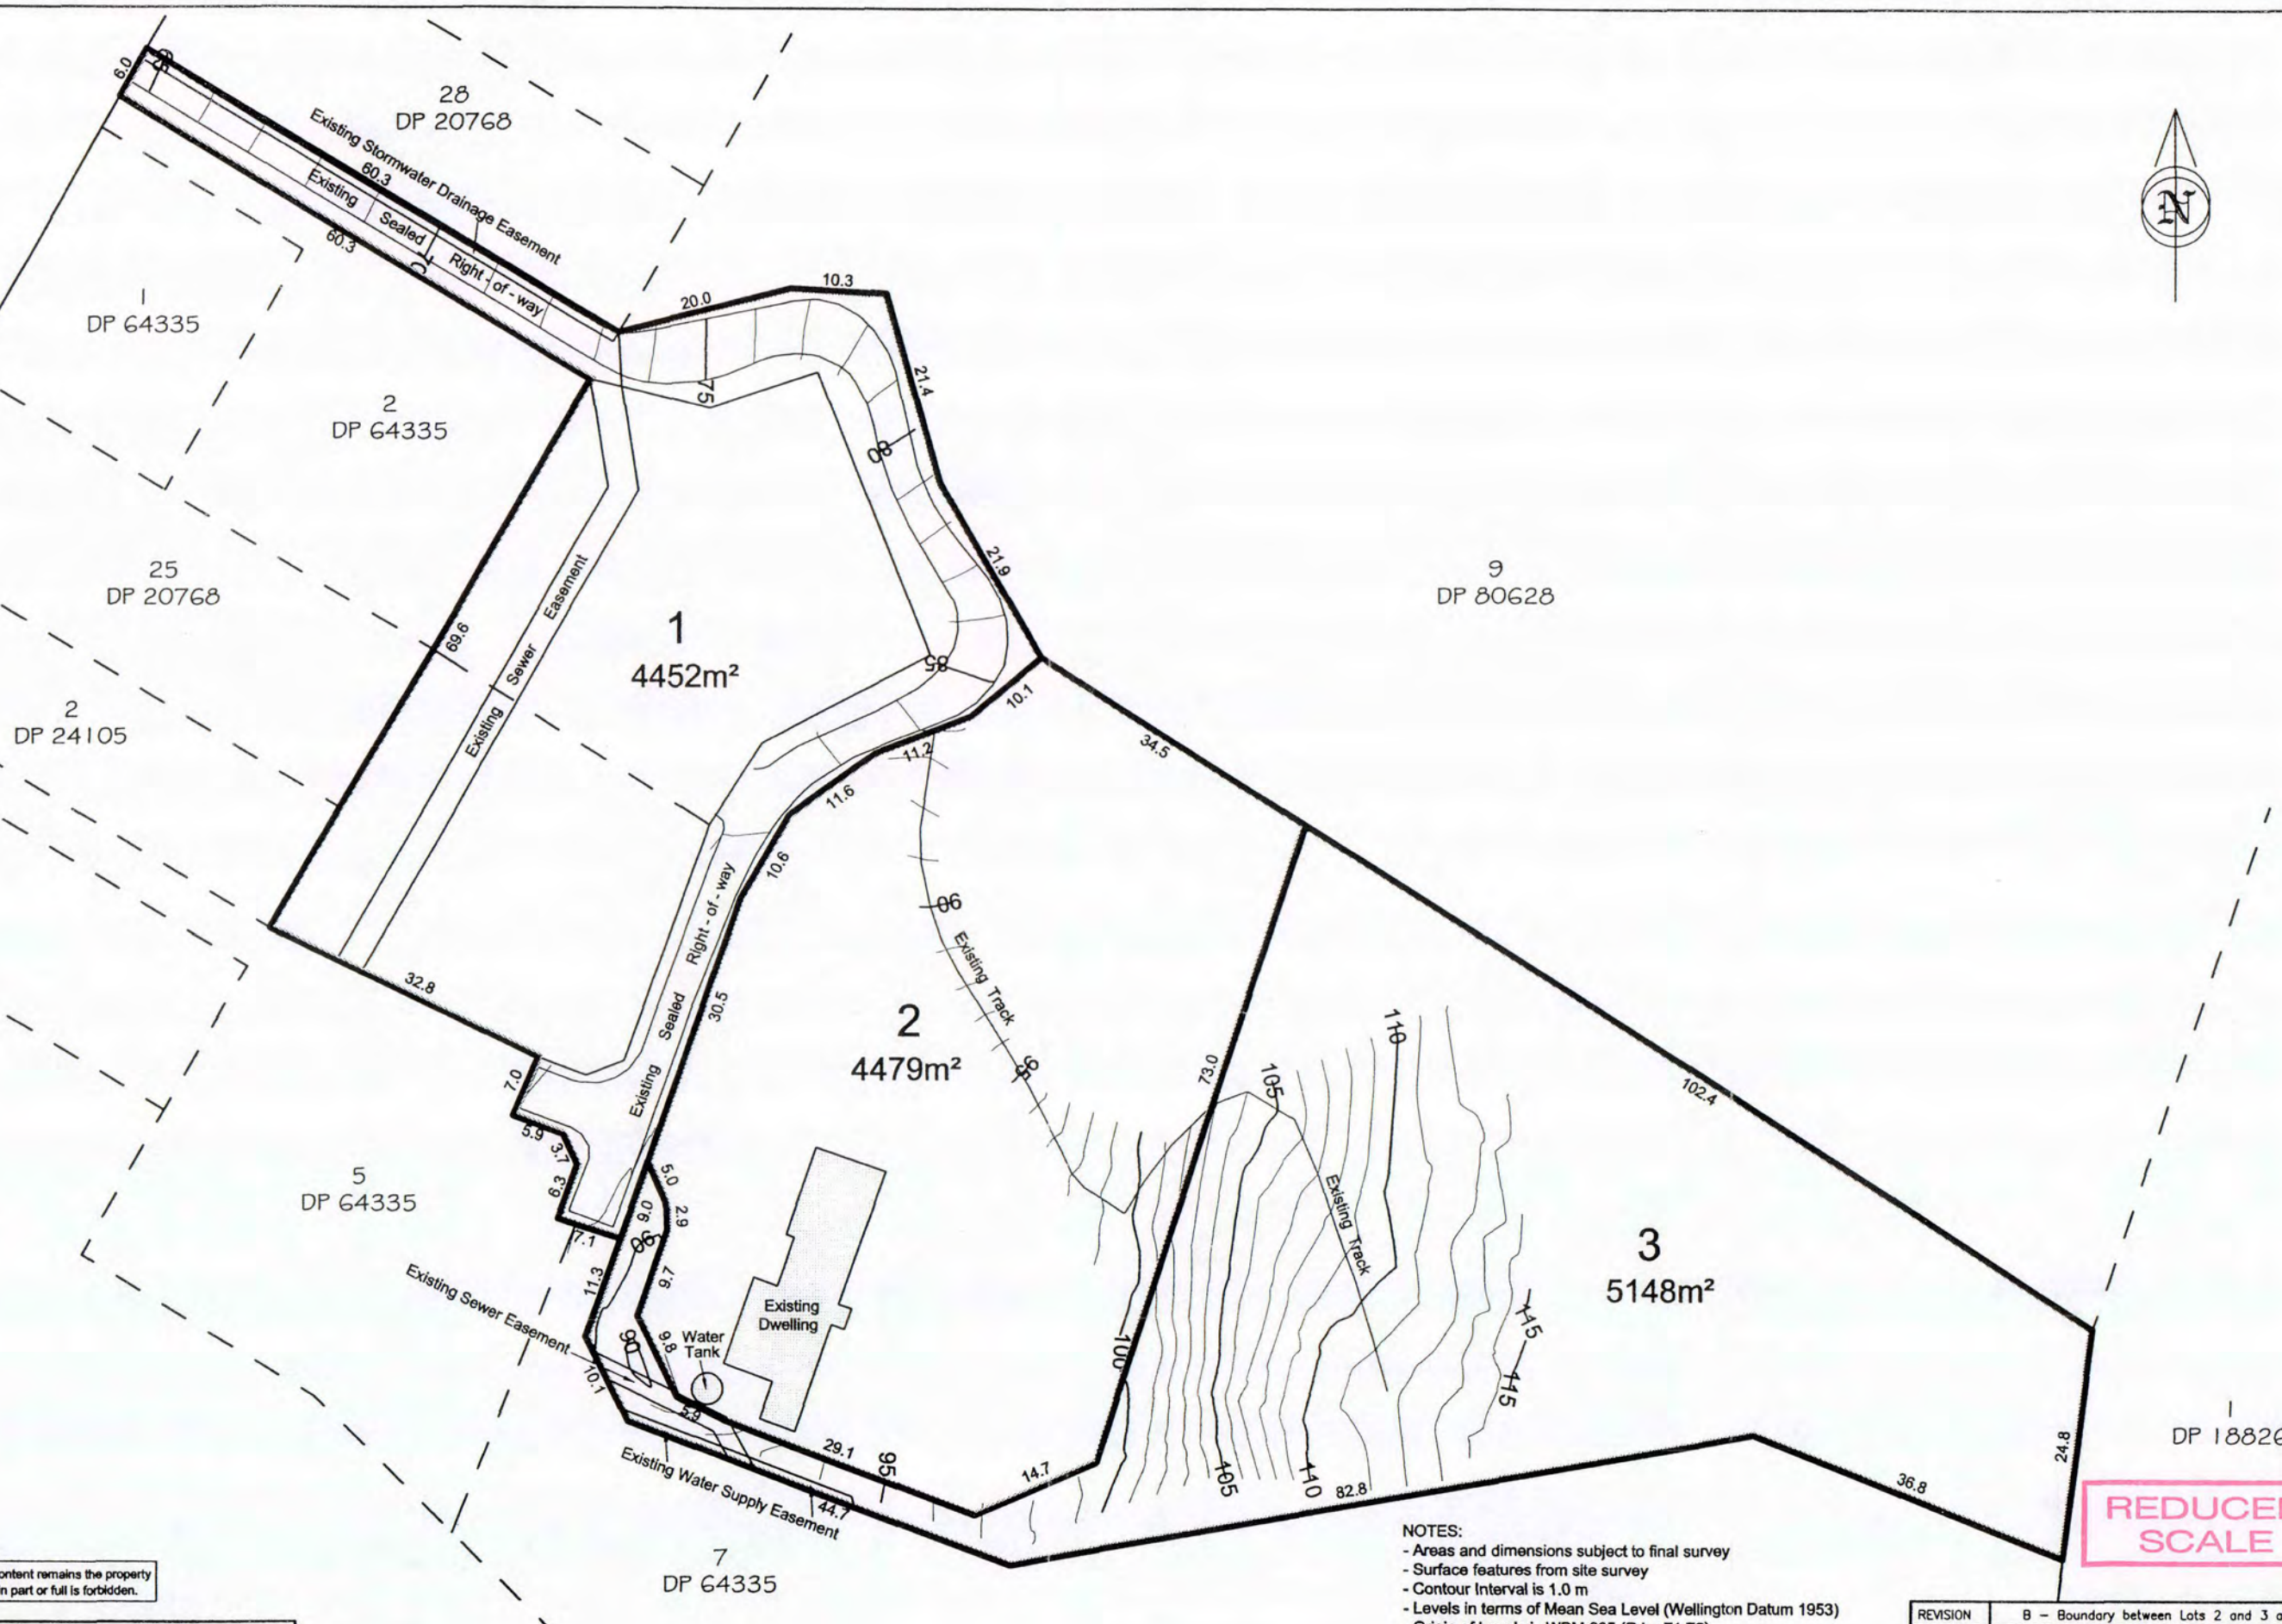 28
DP 20768
6.0
65
Existing Stormwater Drainage Easement
60.3
Existing Sealed Right - of - way
70
60.3
1
DP 64335
2
DP 64335
20.0
10.3
75
21.4
80
21.9
N
9
DP 80628
25
DP 20768
2
DP 24105
69.6
Existing Sewer Easement
1
4452m²
85
10.1
11.2
11.6
10.6
34.5
90
Existing Track
95
32.8
Existing Sealed Right - of - way
30.5
2
4479m²
73.0
102.4
105
110
Existing Track
3
5148m²
115
115
7.0
5.9
3.7
6.3
7.1
5.0
2.9
9.0
90
9.7
11.3
9.8
90
10.1
5
DP 64335
Existing Sewer Easement
Water
Tank
Existing
Dwelling
5.9
29.1
95
14.7
100
105
110
82.8
36.8
24.8
1
DP 18826
Existing Water Supply Easement
44.7
7
DP 64335
REDUCED
SCALE
NOTES:
- Areas and dimensions subject to final survey
- Surface features from site survey
- Contour Interval is 1.0 m
- Levels in terms of Mean Sea Level (Wellington Datum 1953)
ontent remains the property
n part or full is forbidden.
REVISION
B - Boundary between Lots 2 and 3